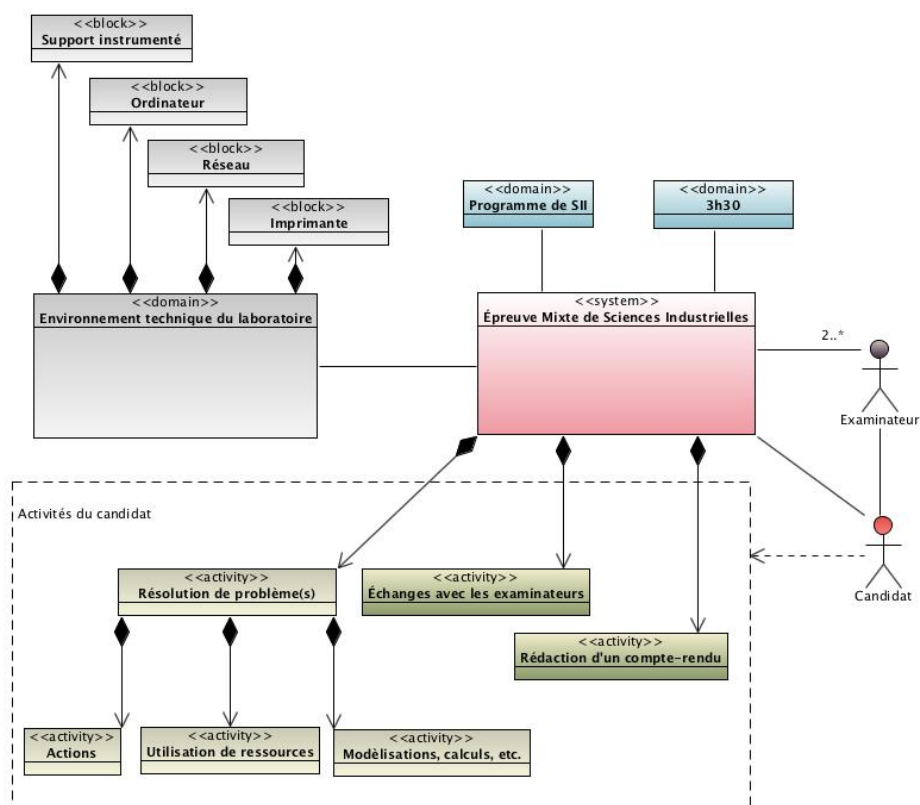 <<block>>
Support instrumenté
<<block>>
Ordinateur
<<block>>
Réseau
<<block>>
Imprimante
<<domain>>
Programme de SII
<<domain>>
3h30
<<domain>>
Environnement technique du laboratoire
<<system>>
Épreuve Mixte de Sciences Industrielles
2..*
Examinateur
Activités du candidat
Candidat
<<activity>>
Résolution de problème(s)
<<activity>>
Échanges avec les examinateurs
<<activity>>
Rédaction d'un compte-rendu
<<activity>>
Actions
<<activity>>
Utilisation de ressources
<<activity>>
Modèlisations, calculs, etc.